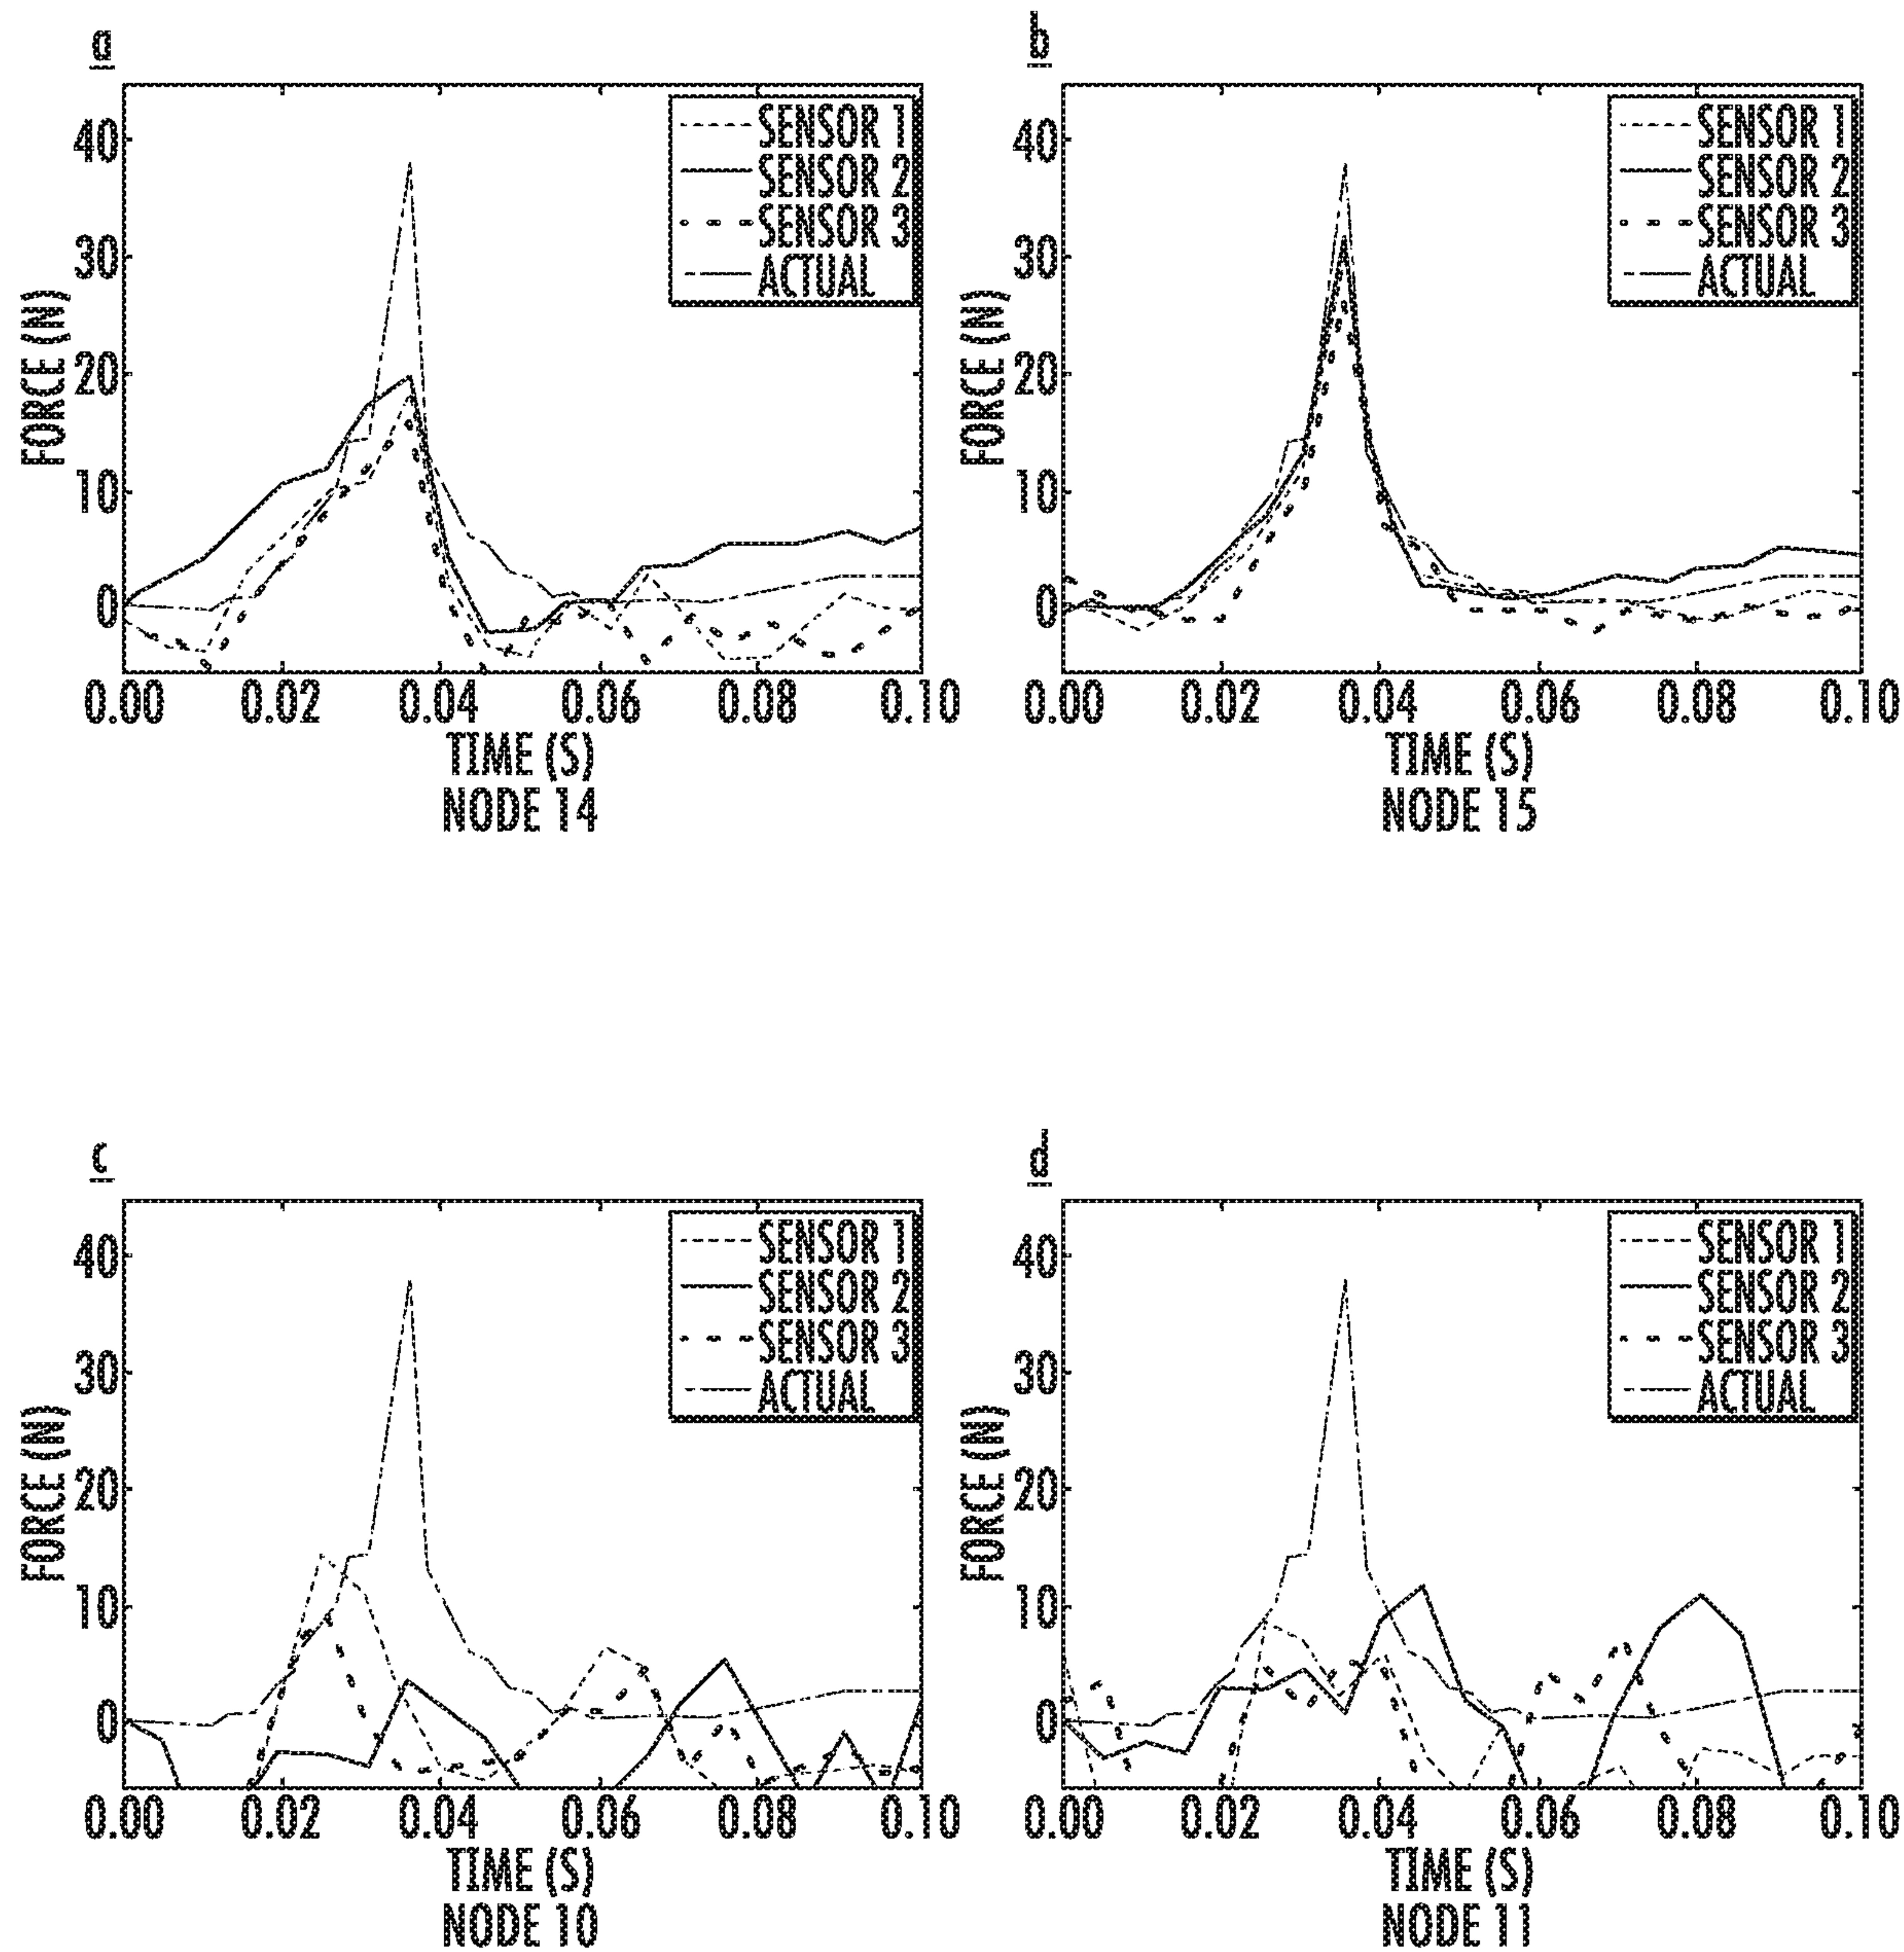 a
40
30
20
10
0
FORCE (N)
SENSOR 1
SENSOR 2
SENSOR 3
ACTUAL
0.00 0.02 0.04 0.06 0.08 0.10
TIME (S)
NODE 14
b
40
30
20
10
0
FORCE (N)
SENSOR 1
SENSOR 2
SENSOR 3
ACTUAL
0.00 0.02 0.04 0.06 0.08 0.10
TIME (S)
NODE 15
c
40
30
20
10
0
FORCE (N)
SENSOR 1
SENSOR 2
SENSOR 3
ACTUAL
0.00 0.02 0.04 0.06 0.08 0.10
TIME (S)
NODE 10
d
40
30
20
10
0
FORCE (N)
SENSOR 1
SENSOR 2
SENSOR 3
ACTUAL
0.00 0.02 0.04 0.06 0.08 0.10
TIME (S)
NODE 11